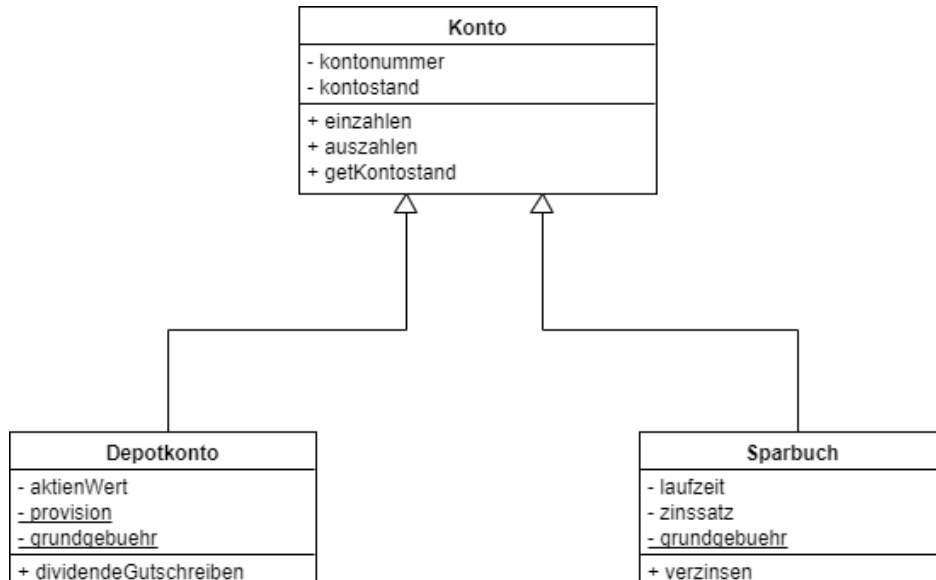 Konto
- kontonummer
- kontostand
+ einzahlen
+ auszahlen
+ getKontostand
Depotkonto
- aktienWert
- provision
- grundgebuehr
+ dividendeGutschreiben
Sparbuch
- laufzeit
- zinssatz
- grundgebuehr
+ verzinsen